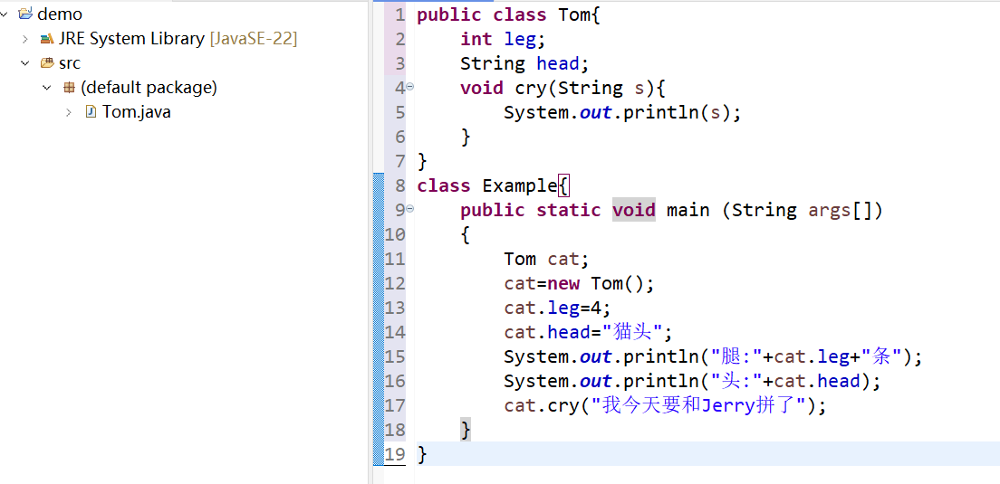 demo
JRE System Library [JavaSE-22]
src
(default package)
Tom.java
1 public class Tom{
2 int leg;
3 String head;
4 void cry(String s){
5 System.out.println(s);
6 }
7 }
8 class Example{
9 public static void main (String args[])
10 {
11 Tom cat;
12 cat=new Tom();
13 cat.leg=4;
14 cat.head="猫头";
15 System.out.println("腿:"+cat.leg+"条");
16 System.out.println("头:"+cat.head);
17 cat.cry("我今天要和Jerry拼了");
18 }
19 }